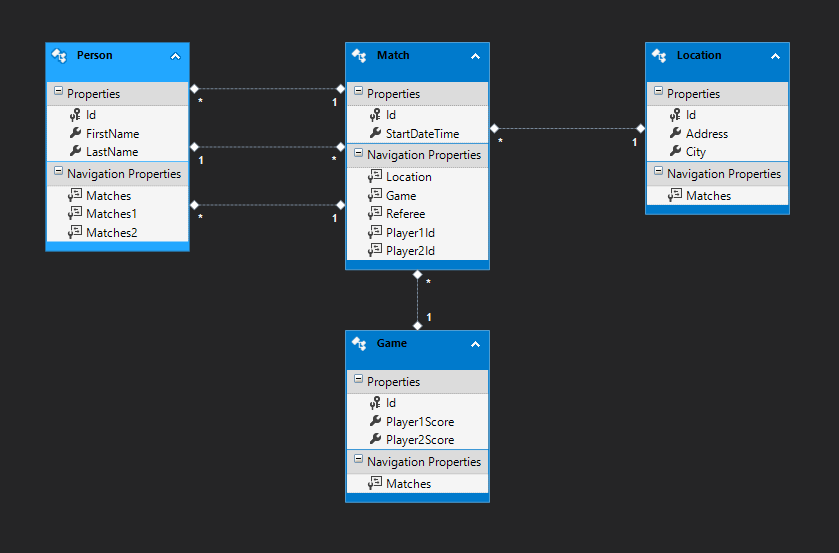 Person
Properties
Id
FirstName
LastName
Navigation Properties
Matches
Matches1
Matches2
* 1
1 *
* 1
Match
Properties
Id
StartDateTime
Navigation Properties
Location
Game
Referee
Player1Id
Player2Id
* 1
Location
Properties
Id
Address
City
Navigation Properties
Matches
*
1
Game
Properties
Id
Player1Score
Player2Score
Navigation Properties
Matches